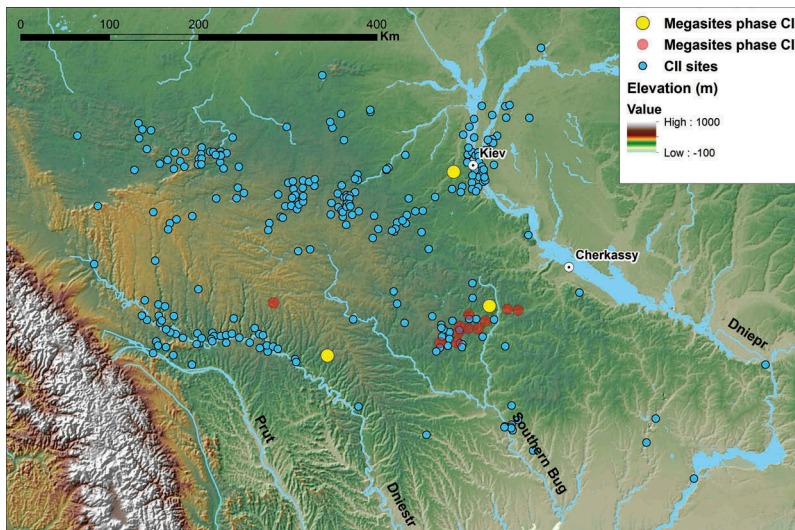 0 100 200 400
Km
Megasites phase CI
Megasites phase CI
CII sites
Elevation (m)
Value
High : 1000
Low : -100
Kiev
Cherkassy
Dniepr
Prut
Dniestr
Southern Bug